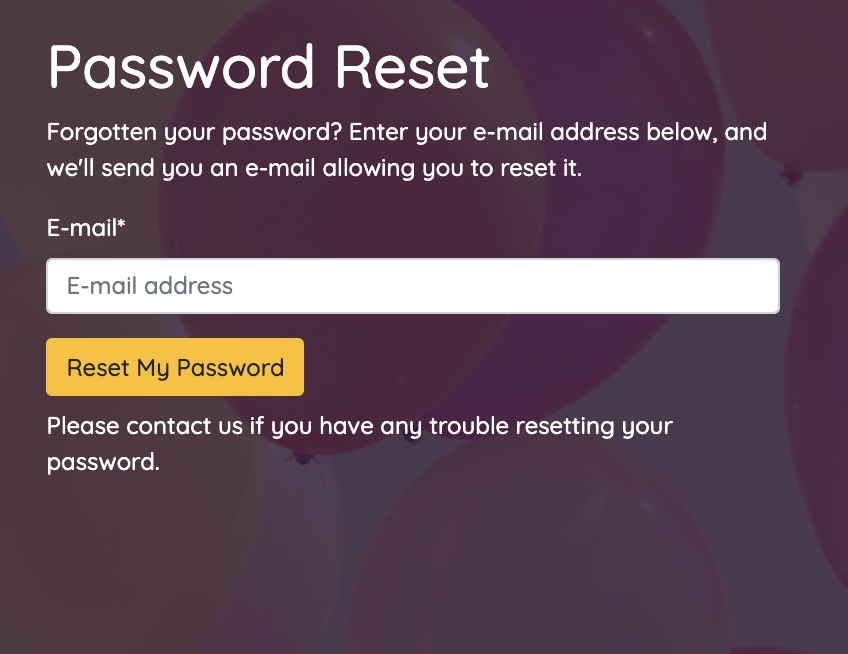 Password Reset
Forgotten your password? Enter your e-mail address below, and
we'll send you an e-mail allowing you to reset it.
E-mail*
E-mail address
Reset My Password
Please contact us if you have any trouble resetting your
password.